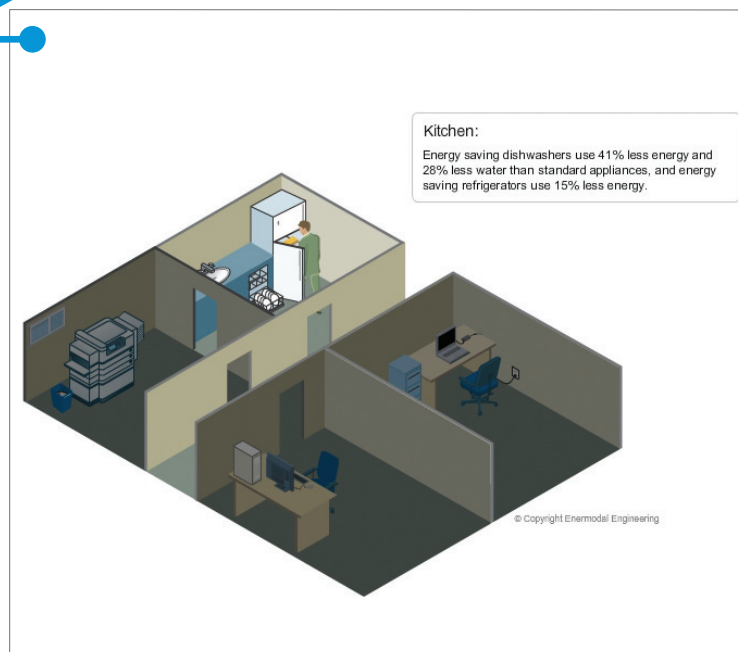 Kitchen:
Energy saving dishwashers use 41% less energy and
28% less water than standard appliances, and energy
saving refrigerators use 15% less energy.
© Copyright Enermodal Engineering